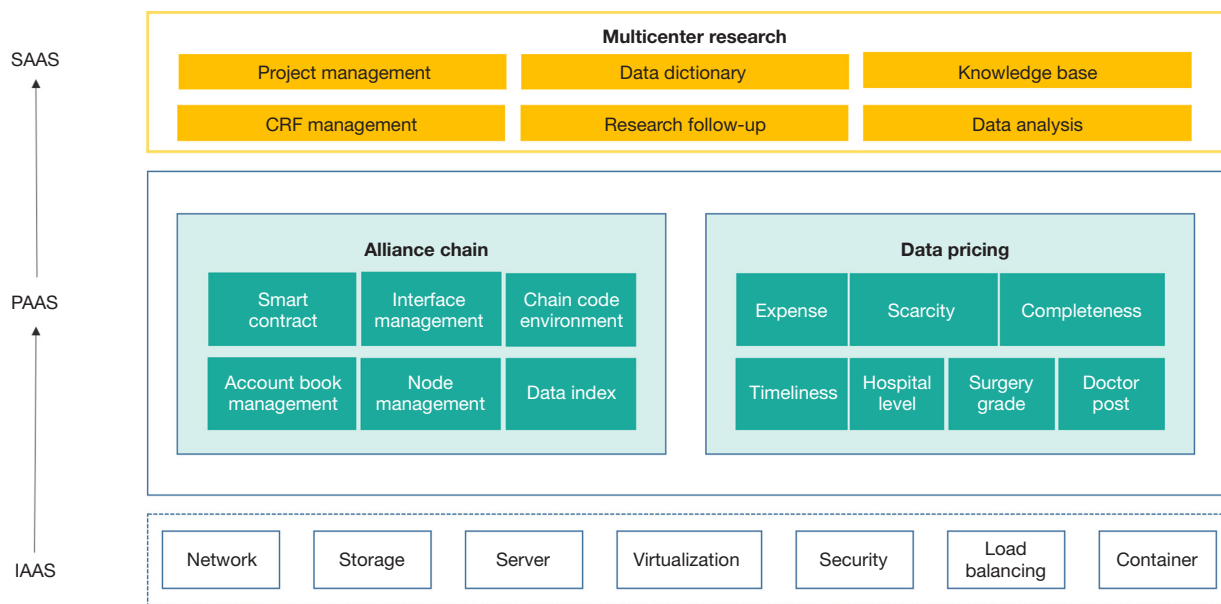 SAAS
Multicenter research
Project management
Data dictionary
Knowledge base
CRF management
Research follow-up
Data analysis
PAAS
Alliance chain
Smart
contract
Interface
management
Chain code
environment
Account book
management
Node
management
Data index
Data pricing
Expense
Scarcity
Completeness
Timeliness
Hospital
level
Surgery
grade
Doctor
post
IAAS
Network
Storage
Server
Virtualization
Security
Load
balancing
Container